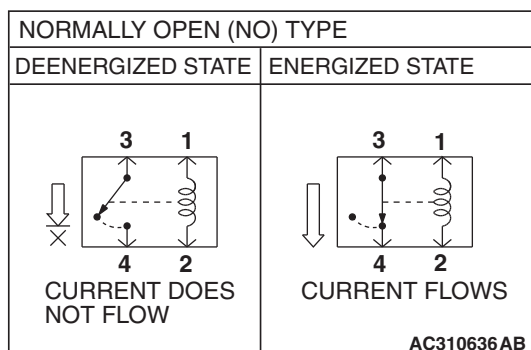 NORMALLY OPEN (NO) TYPE
DEENERGIZED STATE
ENERGIZED STATE
3 1
4 2
CURRENT DOES
NOT FLOW
3 1
4 2
CURRENT FLOWS
AC310636AB